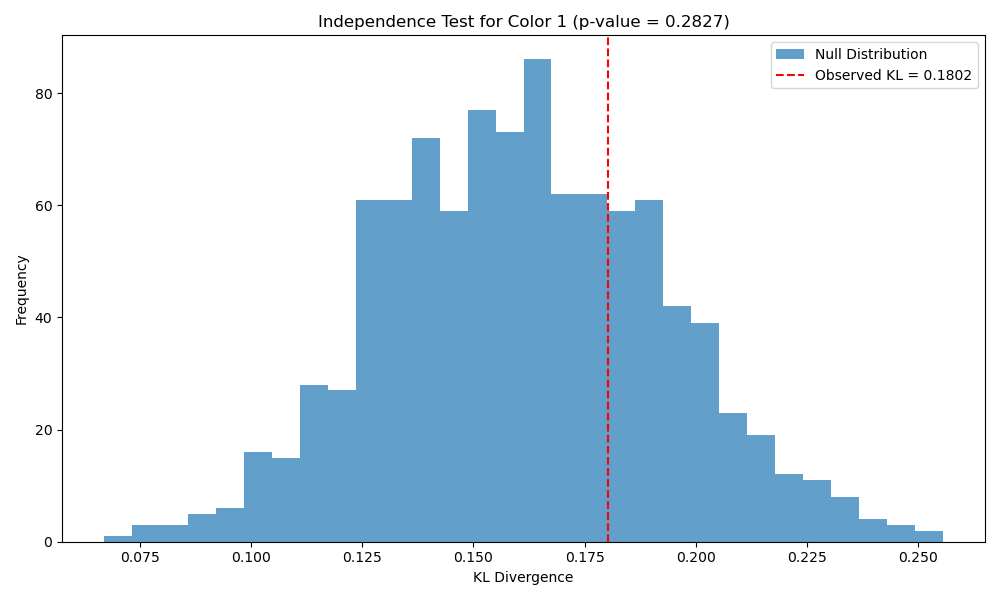 Independence Test for Color 1 (p-value = 0.2827)
Null Distribution
Observed KL = 0.1802
80
60
40
20
0
Frequency
0.075 0.100 0.125 0.150 0.175 0.200 0.225 0.250
KL Divergence